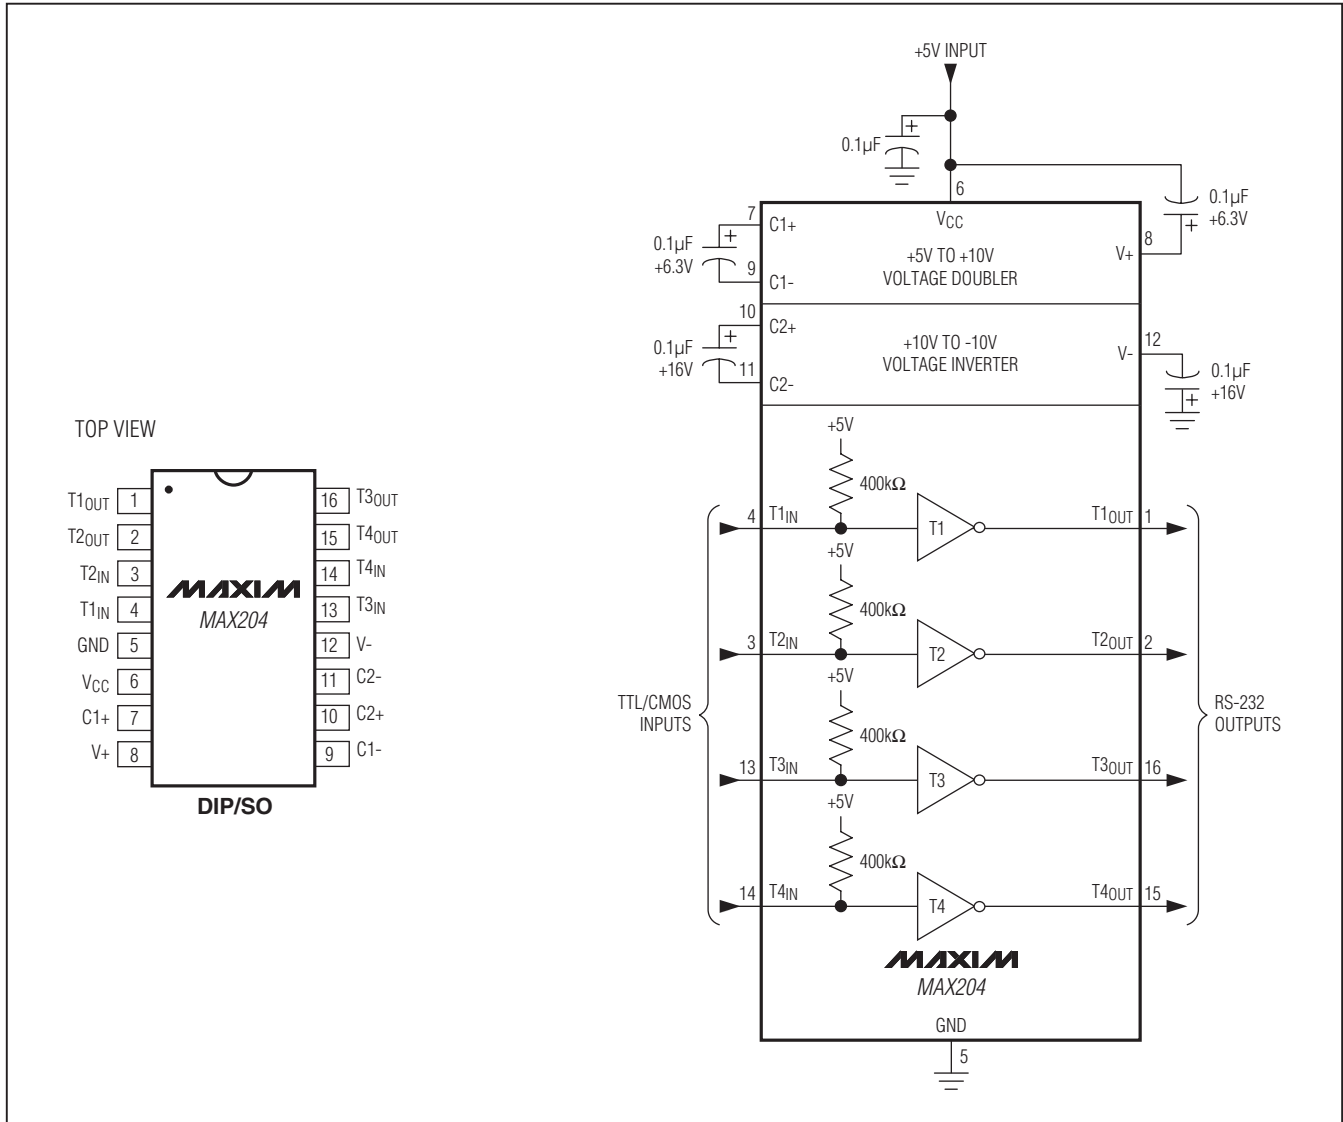 TOP VIEW
T1OUT 1
T2OUT 2
T2IN 3
T1IN 4
GND 5
VCC 6
C1+ 7
V+ 8
16 T3OUT
15 T4OUT
14 T4IN
13 T3IN
12 V-
11 C2-
10 C2+
9 C1-
MAXIM
MAX204
DIP/SO
+5V INPUT
0.1µF
+
6
VCC
0.1µF
+6.3V
+
8
V+
7
C1+
+
0.1µF
+6.3V
9
C1-
+5V TO +10V
VOLTAGE DOUBLER
10
C2+
+
0.1µF
+16V
11
C2-
+10V TO -10V
VOLTAGE INVERTER
12
V-
0.1µF
+16V
+
+5V
400kΩ
4 T1IN
T1
T1OUT 1
+5V
400kΩ
3 T2IN
T2
T2OUT 2
+5V
400kΩ
13 T3IN
T3
T3OUT 16
+5V
400kΩ
14 T4IN
T4
T4OUT 15
TTL/CMOS
INPUTS
RS-232
OUTPUTS
MAXIM
MAX204
GND
5